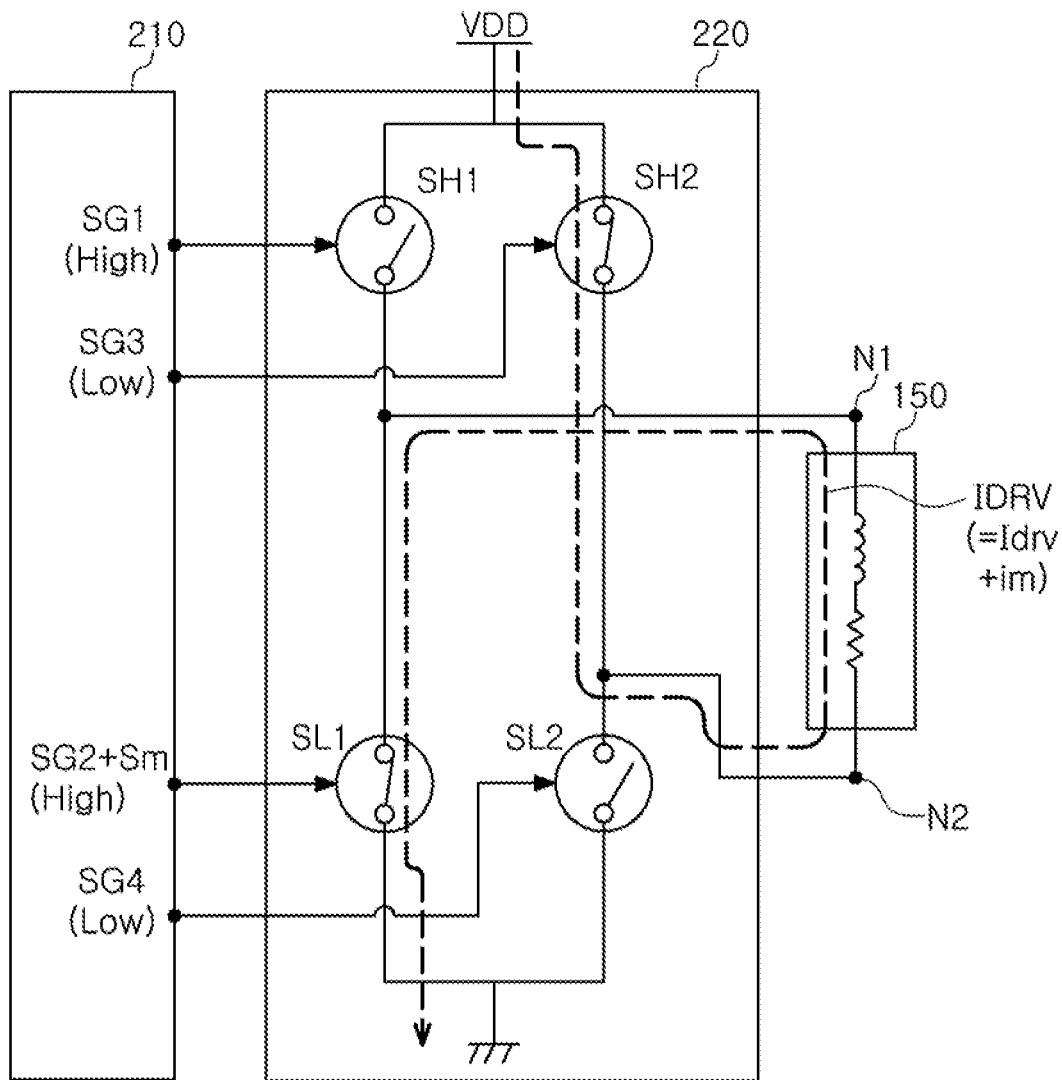 210
VDD
220
SH1
SH2
SG1
(High)
SG3
(Low)
N1
150
IDRV
(=Idrv
+im)
SL1
SL2
SG2+Sm
(High)
N2
SG4
(Low)